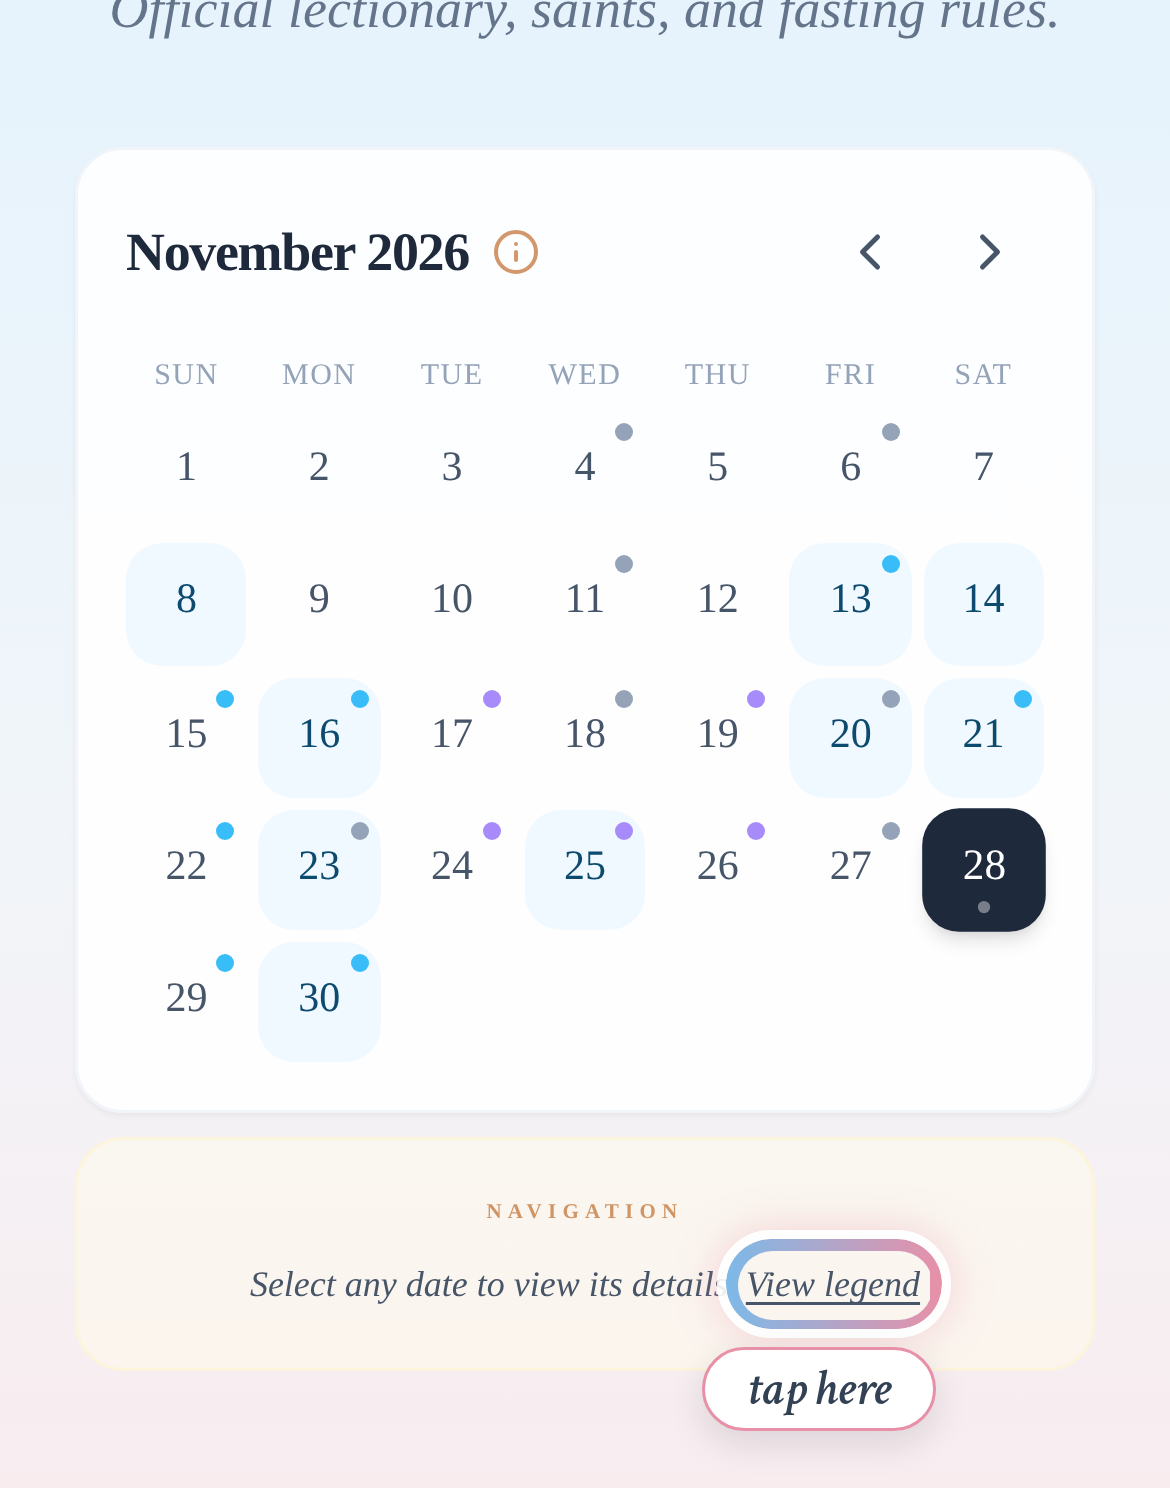 Official lectionary, saints, and fasting rules.
November 2026
SUN MON TUE WED THU FRI SAT
1 2 3 4 5 6 7
8 9 10 11 12 13 14
15 16 17 18 19 20 21
22 23 24 25 26 27 28
29 30
NAVIGATION
Select any date to view its details View legend
tap here